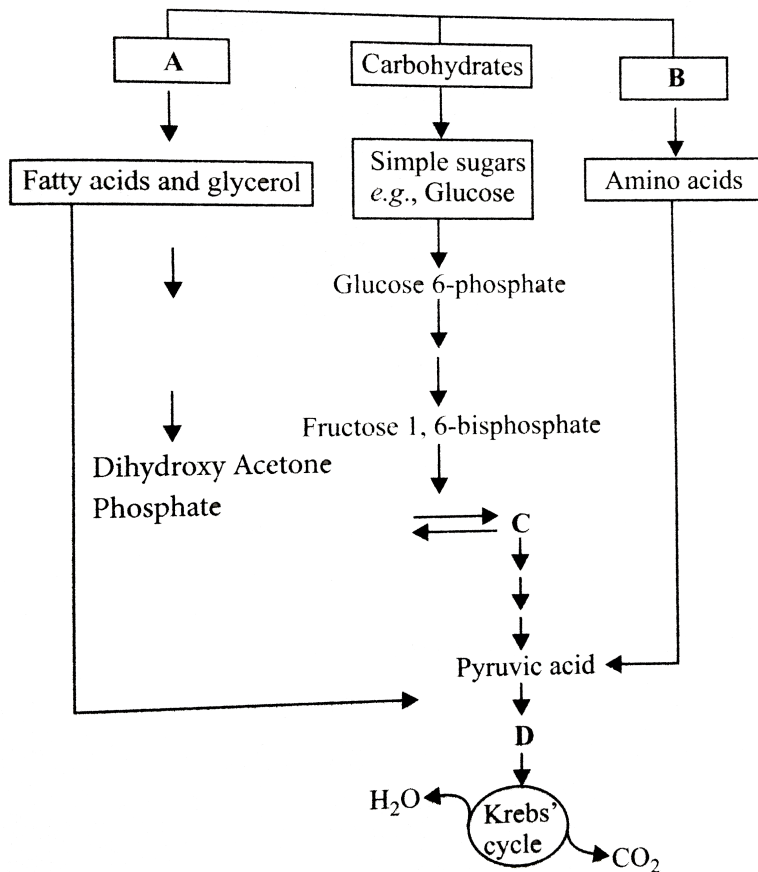 A
Carbohydrates
B
Fatty acids and glycerol
Simple sugars
e.g., Glucose
Amino acids
Glucose 6-phosphate
Fructose 1, 6-bisphosphate
Dihydroxy Acetone
Phosphate
C
Pyruvic acid
D
H2O
Krebs'
cycle
CO2